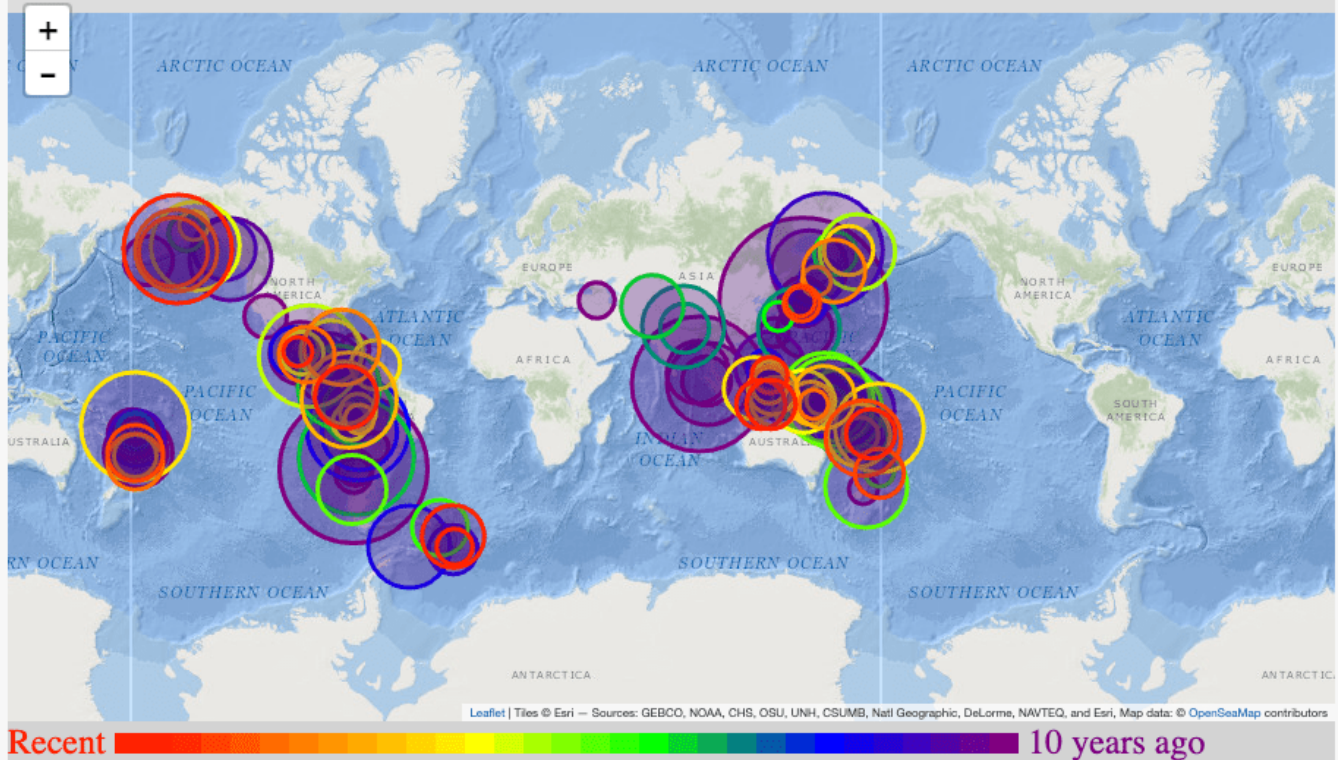 +
−
ARCTIC OCEAN
ARCTIC OCEAN
ARCTIC OCEAN
NORTH
AMERICA
EUROPE
ASIA
NORTH
AMERICA
EUROPE
ATLANTIC
OCEAN
ATLANTIC
OCEAN
PACIFIC
OCEAN
AFRICA
AFRICA
PACIFIC
OCEAN
PACIFIC
OCEAN
SOUTH
AMERICA
USTRALIA
INDIAN
OCEAN
AUSTRAL
RN OCEAN
SOUTHERN OCEAN
SOUTHERN OCEAN
SOUTHERN OCEAN
ANTARCTICA
ANTARCTIC
Leaflet | Tiles © Esri — Sources: GEBCO, NOAA, CHS, OSU, UNH, CSUMB, Natl Geographic, DeLorme, NAVTEQ, and Esri, Map data: © OpenSeaMap contributors
Recent 10 years ago